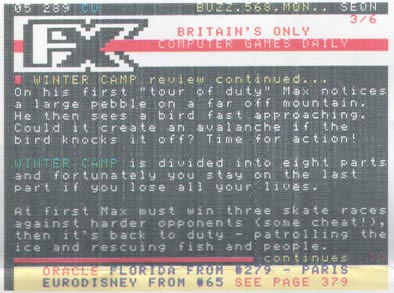 BUZZ.568.MON.. SEQN
3/6
FX
BRITAIN'S ONLY
COMPUTER GAMES DAILY
WINTER CAMP review continued...
On his first "tour of duty" Max notices
a large pebble on a far off mountain.
He then sees a bird fast approaching.
Could it create an avalanche if the
bird knocks it off? Time for action!
WINTER CAMP is divided into eight parts
and fortunately you stay on the last
part if you lose all your lives.
At first Max must win three skate races
against harder opponents (some cheat!),
then it's back to duty - patrolling the
ice and rescuing fish and people.
continues
ORACLE FLORIDA FROM #279 - PARIS
EURODISNEY FROM #65 SEE PAGE 379